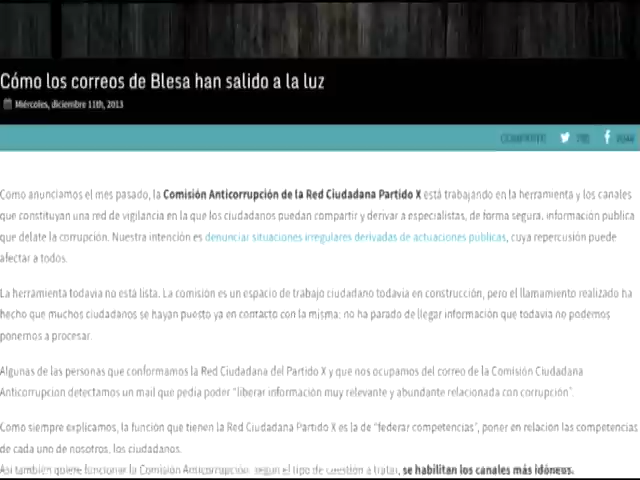 Cómo los correos de Blesa han salido a la luz
Miércoles, diciembre 11th, 2013
COMPARTE
Como anunciamos el mes pasado, la Comisión Anticorrupción de la Red Ciudadana Partido X está trabajando en la herramienta y los canales
que constituyan una red de vigilancia en la que los ciudadanos puedan compartir y derivar a especialistas, de forma segura, información publica
que delate la corrupción. Nuestra intención es denunciar situaciones irregulares derivadas de actuaciones publicas, cuya repercusión puede
afectar a todos.
La herramienta todavia no está lista. La comisión es un espacio de trabajo ciudadano todavia en construcción, pero el llamamiento realizado ha
hecho que muchos ciudadanos se hayan puesto ya en contacto con la misma: no ha parado de llegar información que todavia no podemos
ponernos a procesar.
Algunas de las personas que conformamos la Red Ciudadana del Partido X y que nos ocupamos del correo de la Comisión Ciudadana
Anticorrupcion detectamos un mail que pedia poder "liberar información muy relevante y abundante relacionada con corrupción".
Como siempre explicamos, la función que tienen la Red Ciudadana Partido X es la de "federar competencias", poner en relacion las competencias
de cada uno de nosotros, los ciudadanos.
Asi tambien quiere funcionar la Comisión Anticorrupción: segun el tipo de cuestión a tratar, se habilitan los canales más idóneos.